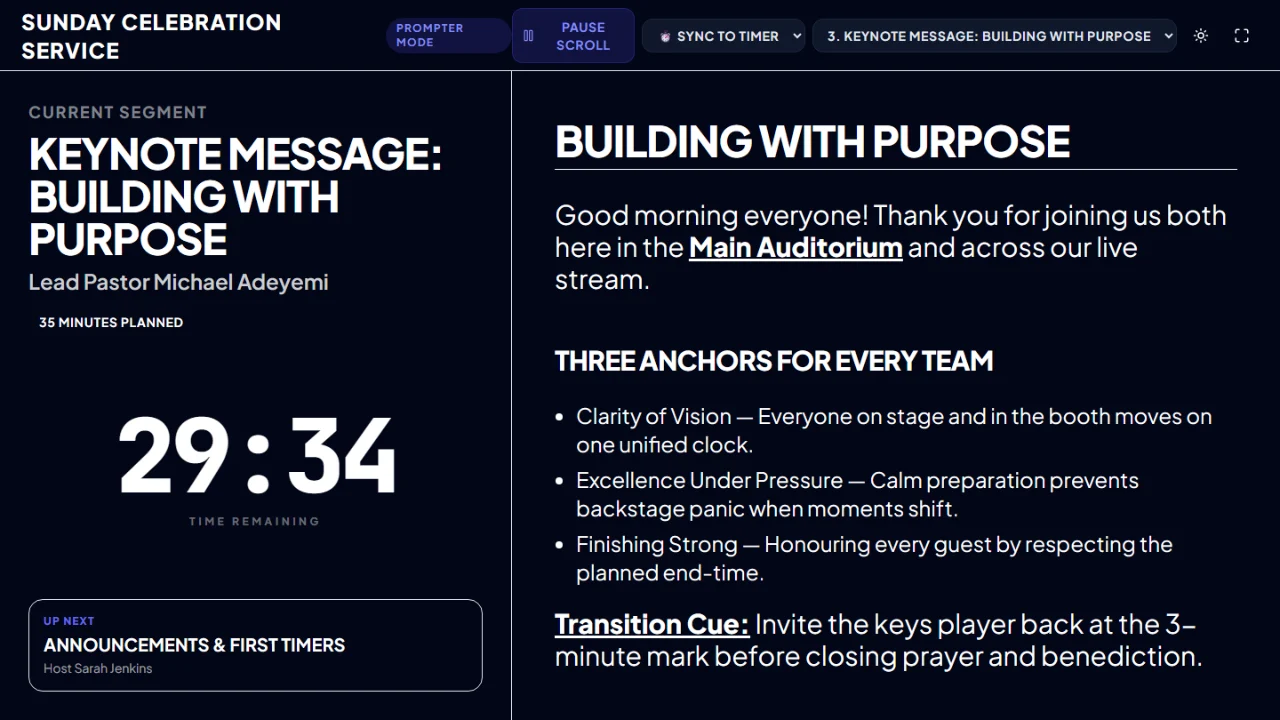 SUNDAY CELEBRATION
SERVICE
PROMPTER
MODE
PAUSE
SCROLL
SYNC TO TIMER
3. KEYNOTE MESSAGE: BUILDING WITH PURPOSE
CURRENT SEGMENT
KEYNOTE MESSAGE:
BUILDING WITH
PURPOSE
Lead Pastor Michael Adeyemi
35 MINUTES PLANNED
29:34
TIME REMAINING
UP NEXT
ANNOUNCEMENTS & FIRST TIMERS
Host Sarah Jenkins
BUILDING WITH PURPOSE
Good morning everyone! Thank you for joining us both
here in the Main Auditorium and across our live
stream.
THREE ANCHORS FOR EVERY TEAM
• Clarity of Vision — Everyone on stage and in the booth moves on
one unified clock.
• Excellence Under Pressure — Calm preparation prevents
backstage panic when moments shift.
• Finishing Strong — Honouring every guest by respecting the
planned end-time.
Transition Cue: Invite the keys player back at the 3-
minute mark before closing prayer and benediction.